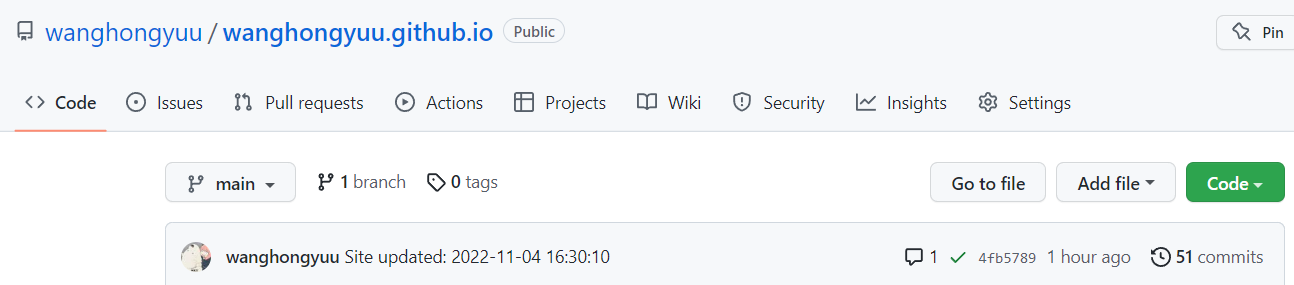 wanghongyuu / wanghongyuu.github.io Public Pin
Code Issues Pull requests Actions Projects Wiki Security Insights Settings
main 1 branch 0 tags Go to file Add file Code
wanghongyuu Site updated: 2022-11-04 16:30:10 1 4fb5789 1 hour ago 51 commits